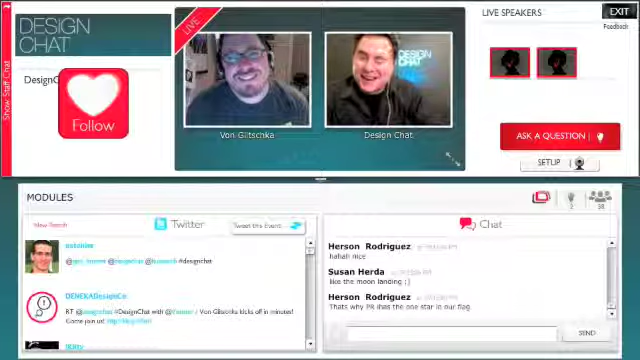 Show Staff Chat
DESIGN
CHAT
Follow
LIVE
Von Glitschka
Design Chat
LIVE SPEAKERS
EXIT
Feedback
ASK A QUESTION
SETUP
MODULES
New Search
Twitter
Tweet the Event
#designchat
DENEKADesignCo
RT @designchat #DesignChat with @Vonster / Von Glitschka kicks off in minutes!
Come join us!
Chat
Herson Rodriguez
hahah nice
Susan Herda
like the moon landing :)
Herson Rodriguez
Thats why PR ihas the one star in our flag
SEND